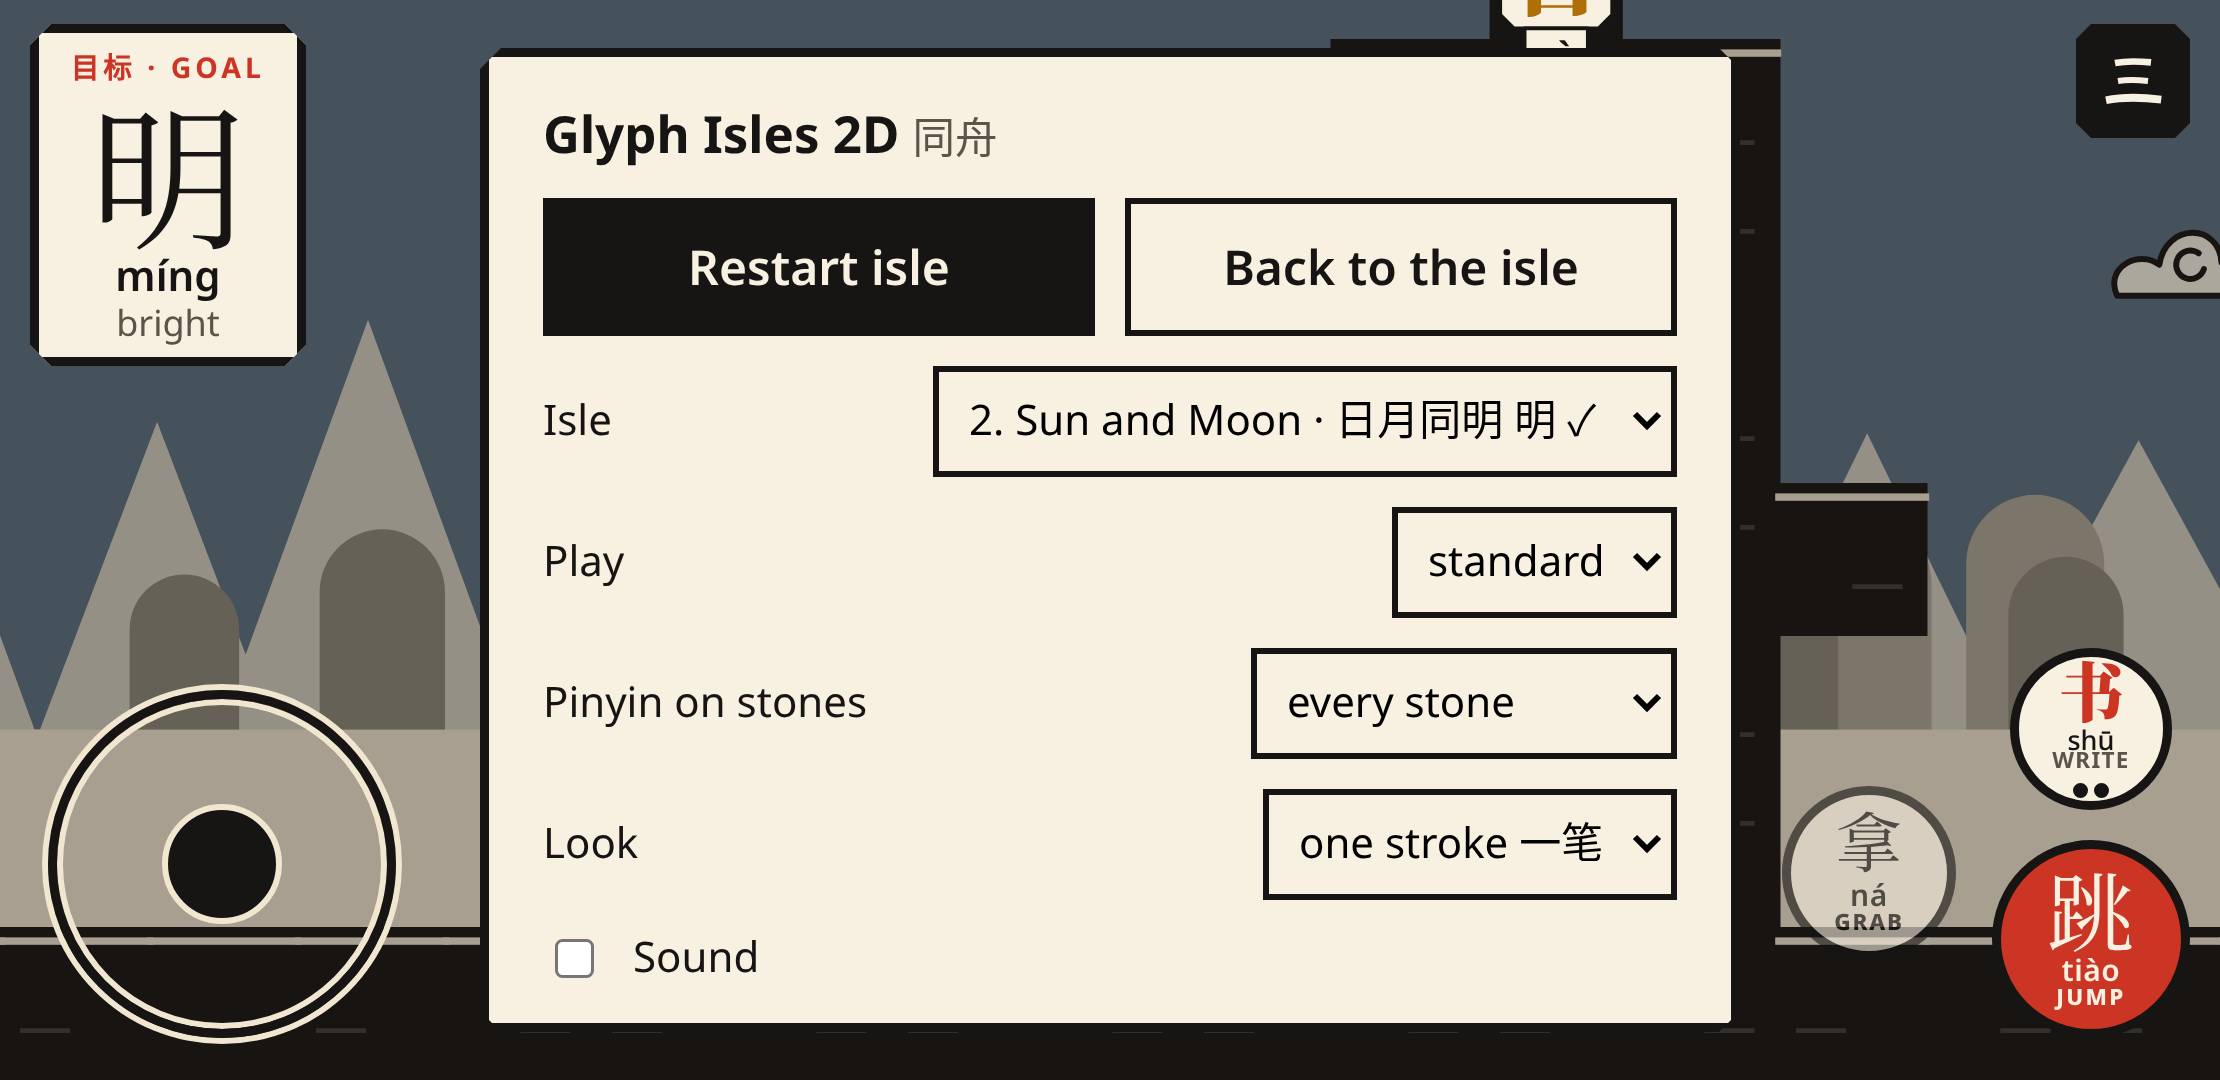 目标 · GOAL
明
míng
bright
三
Glyph Isles 2D 同舟
Restart isle
Back to the isle
Isle
2. Sun and Moon · 日月同明 明 ✓
Play
standard
Pinyin on stones
every stone
Look
one stroke 一笔
Sound
书
shū
WRITE
拿
ná
GRAB
跳
tiào
JUMP